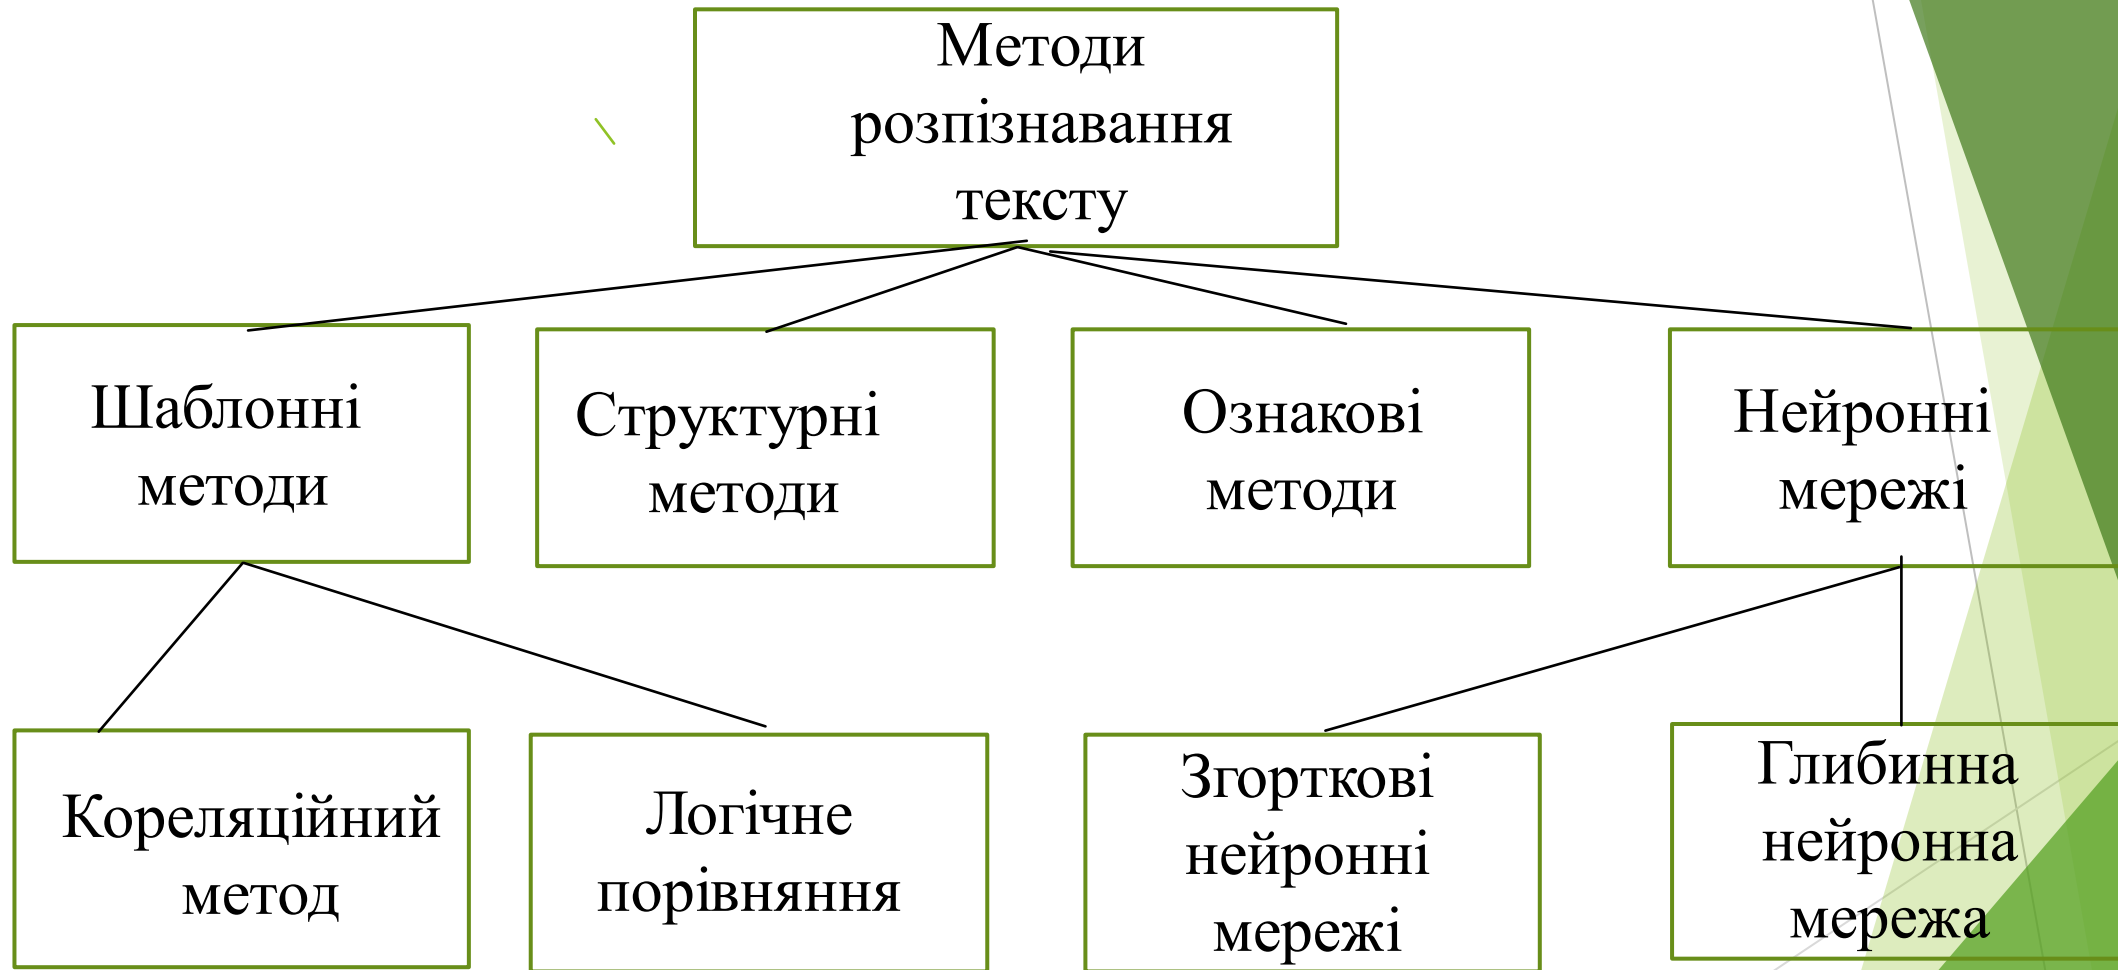 Методи
розпізнавання
тексту
Шаблонні
методи
Структурні
методи
Ознакові
методи
Нейронні
мережі
Кореляційний
метод
Логічне
порівняння
Згорткові
нейронні
мережі
Глибинна
нейронна
мережа